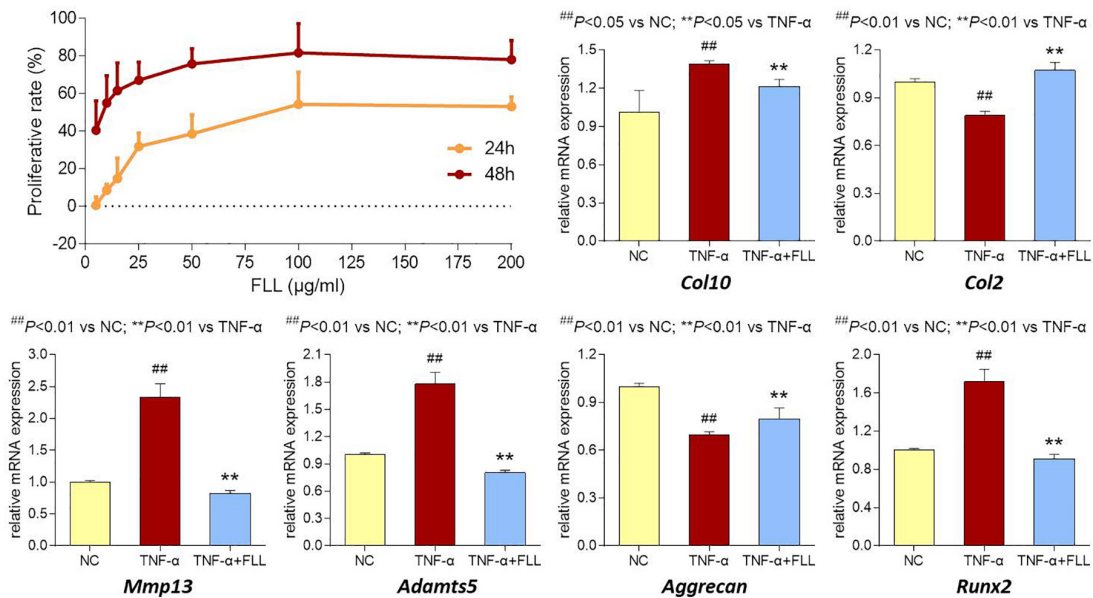 Proliferative rate (%)
100
80
60
40
20
0
-20
24h
48h
0
25
50
75
100
125
150
175
200
FLL (μg/ml)
##P<0.05 vs NC; **P<0.05 vs TNF-α
relative mRNA expression
1.5
1.2
0.9
0.6
0.3
0.0
##
**
NC
TNF-α
TNF-α+FLL
Col10
##P<0.01 vs NC; **P<0.01 vs TNF-α
relative mRNA expression
1.2
0.9
0.6
0.3
0.0
##
**
NC
TNF-α
TNF-α+FLL
Col2
##P<0.01 vs NC; **P<0.01 vs TNF-α
relative mRNA expression
3.0
2.5
2.0
1.5
1.0
0.5
0.0
##
**
NC
TNF-α
TNF-α+FLL
Mmp13
##P<0.01 vs NC; **P<0.01 vs TNF-α
relative mRNA expression
2.1
1.8
1.5
1.2
0.9
0.6
0.3
0.0
##
**
NC
TNF-α
TNF-α+FLL
Adamts5
##P<0.01 vs NC; **P<0.01 vs TNF-α
relative mRNA expression
1.2
0.9
0.6
0.3
0.0
##
**
NC
TNF-α
TNF-α+FLL
Aggrecan
##P<0.01 vs NC; **P<0.01 vs TNF-α
relative mRNA expression
2.0
1.6
1.2
0.8
0.4
0.0
##
**
NC
TNF-α
TNF-α+FLL
Runx2